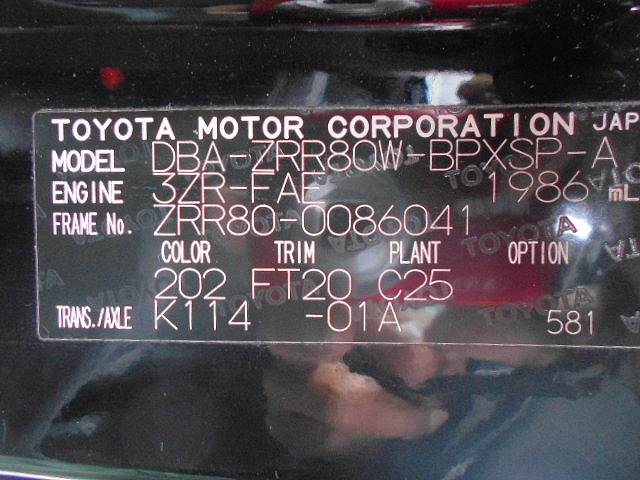 TOYOTA MOTOR CORPORATION JAP
MODEL DBA-ZRR80W-BPXSP-A
ENGINE 3ZR-FAE 1986 mL
FRAME No. ZRR80-0086041
COLOR TRIM PLANT OPTION
202 FT20 C25
TRANS./AXLE K114 -01A 581